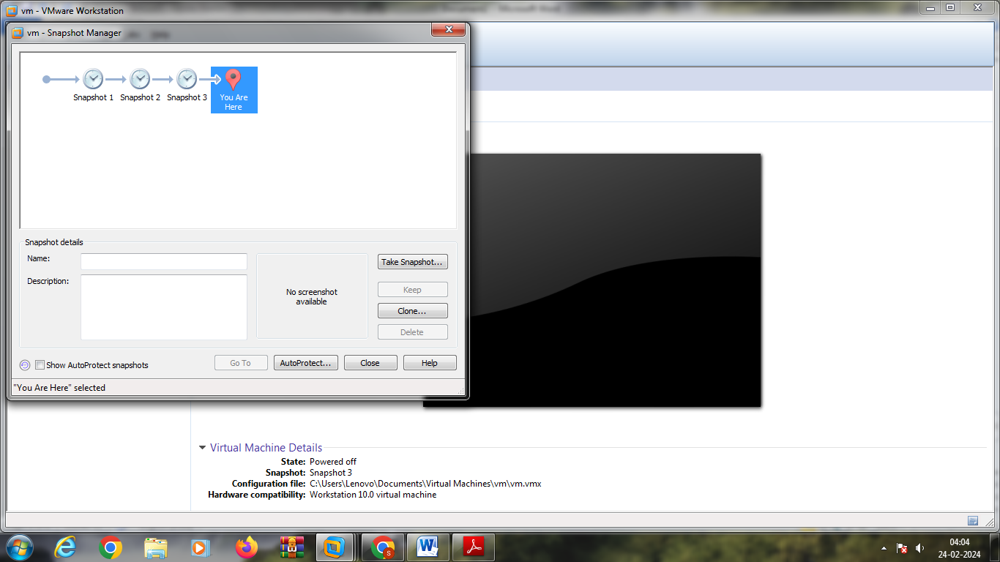 vm - VMware Workstation
vm - Snapshot Manager
Snapshot 1
Snapshot 2
Snapshot 3
You Are
Here
Snapshot details
Name:
Description:
No screenshot
available
Take Snapshot...
Keep
Clone...
Delete
Show AutoProtect snapshots
Go To
AutoProtect...
Close
Help
"You Are Here" selected
Virtual Machine Details
State: Powered off
Snapshot: Snapshot 3
Configuration file: C:\Users\Lenovo\Documents\Virtual Machines\vm\vm.vmx
Hardware compatibility: Workstation 10.0 virtual machine
S
W
04:04
24-02-2024